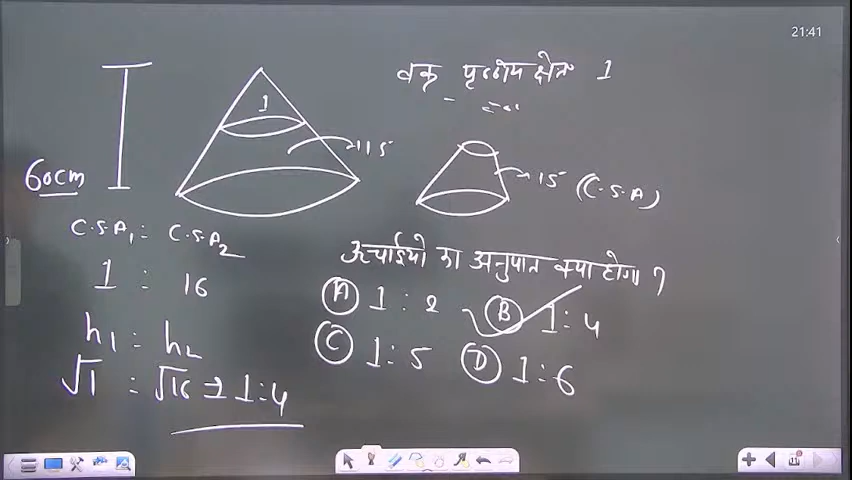 21:41
वक्र पृष्ठीय क्षेत्र 1
1
15
15 (C.S.A)
60cm
C.S.A1 : C.S.A2
1 : 16
h1 : h2
√1 : √16 = 1:4
ऊचाईयो का अनुपात क्या होगा ?
(A) 1 : 2 (B) 1:4
(C) 1:5 (D) 1:6